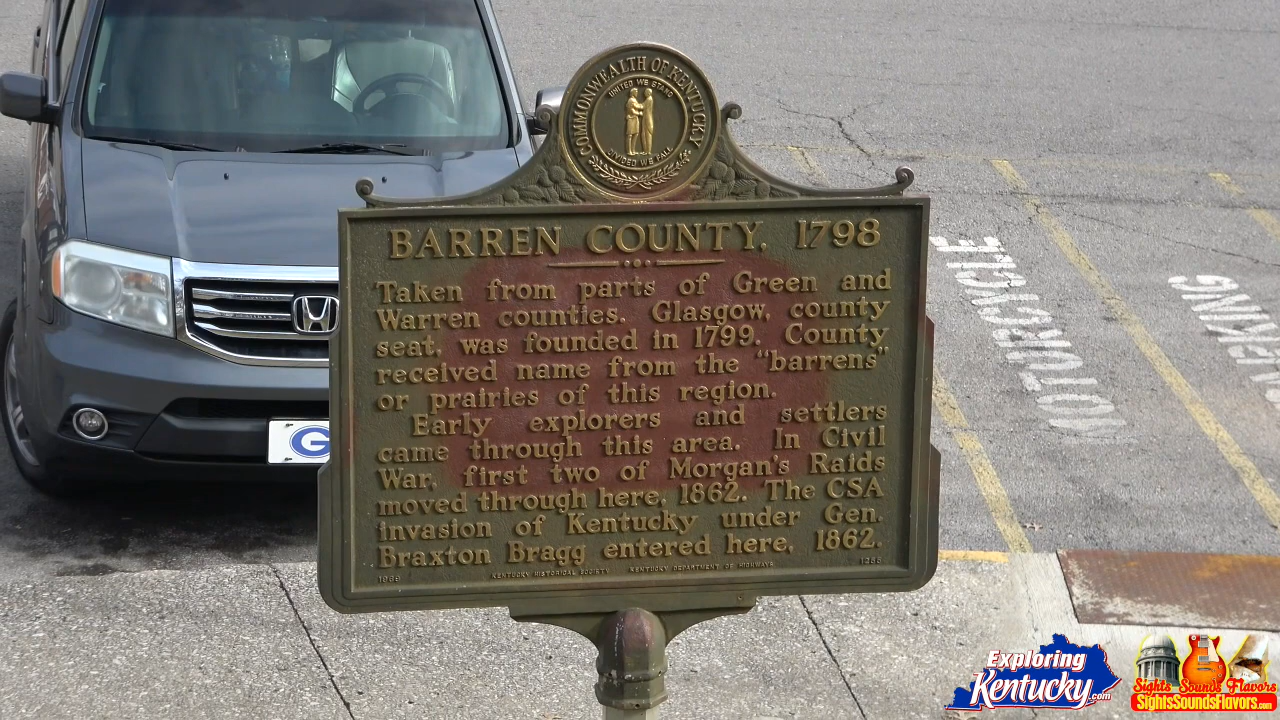 COMMONWEALTH OF KENTUCKY
UNITED WE STAND
DIVIDED WE FALL
BARREN COUNTY, 1798
Taken from parts of Green and
Warren counties. Glasgow, county
seat, was founded in 1799. County
received name from the "barrens"
or prairies of this region.
Early explorers and settlers
came through this area. In Civil
War, first two of Morgan's Raids
moved through here, 1862. The CSA
invasion of Kentucky under Gen.
Braxton Bragg entered here, 1862.
KENTUCKY HISTORICAL SOCIETY KENTUCKY DEPARTMENT OF HIGHWAYS
G
Exploring
Kentucky.com
Sights Sounds Flavors
SightsSoundsFlavors.com